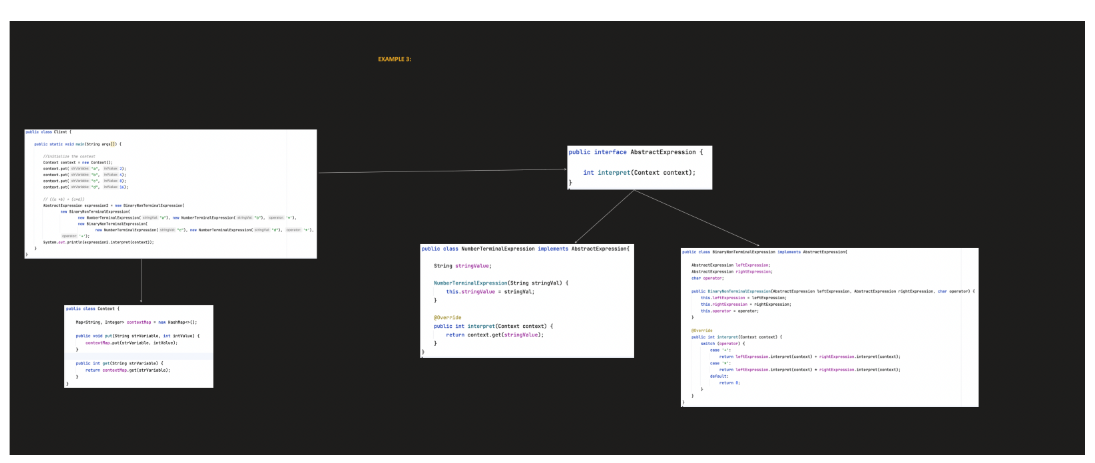 EXAMPLE 3:
public class Client {
public static void main(String args[]) {
//initialize the context
Context context = new Context();
context.put( strVariable: "a", intValue: 2);
context.put( strVariable: "b", intValue: 4);
context.put( strVariable: "c", intValue: 8);
context.put( strVariable: "d", intValue: 16);
AbstractExpression expression2 = new BinaryNonTerminalExpression(
new BinaryNonTerminalExpression(
new NumberTerminalExpression( stringVal: "a"), new NumberTerminalExpression( stringVal: "b"), operator: '+'),
new BinaryNonTerminalExpression(
new NumberTerminalExpression( stringVal: "c"), new NumberTerminalExpression( stringVal: "d"), operator:
operator:
System.out.println(expression2.interpret(context));
}
}
public interface AbstractExpression {
int interpret(Context context);
}
public class Context {
Map<String, Integer> contextMap = new HashMap<>();
public void put(String strVariable, int intValue) {
contextMap.put(strVariable, intValue);
}
public int get(String strVariable) {
return contextMap.get(strVariable);
}
}
public class NumberTerminalExpression implements AbstractExpression{
String stringValue;
NumberTerminalExpression(String stringVal) {
this.stringValue = stringVal;
}
@Override
public int interpret(Context context) {
return context.get(stringValue);
}
}
public class BinaryNonTerminalExpression implements AbstractExpression{
AbstractExpression leftExpression;
AbstractExpression rightExpression;
char operator;
public BinaryNonTerminalExpression(AbstractExpression leftExpression, AbstractExpression rightExpression, char operator) {
this.leftExpression = leftExpression;
this.rightExpression = rightExpression;
this.operator = operator;
}
@Override
public int interpret(Context context) {
switch (operator) {
case
return leftExpression.interpret(context) + rightExpression.interpret(context);
case
return leftExpression.interpret(context) * rightExpression.interpret(context);
default:
return 0;
}
}
}